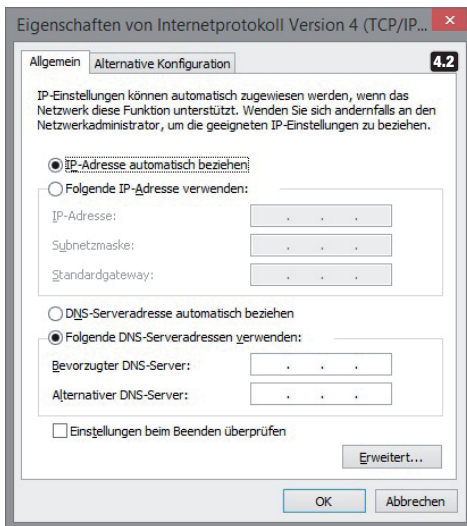 Eigenschaften von Internetprotokoll Version 4 (TCP/IP...
Allgemein Alternative Konfiguration
4.2
IP-Einstellungen können automatisch zugewiesen werden, wenn das
Netzwerk diese Funktion unterstützt. Wenden Sie sich andernfalls an den
Netzwerkadministrator, um die geeigneten IP-Einstellungen zu beziehen.
IP-Adresse automatisch beziehen
Folgende IP-Adresse verwenden:
IP-Adresse:
Subnetzmaske:
Standardgateway:
DNS-Serveradresse automatisch beziehen
Folgende DNS-Serveradressen verwenden:
Bevorzugter DNS-Server:
Alternativer DNS-Server:
Einstellungen beim Beenden überprüfen
Erweitert...
OK Abbrechen